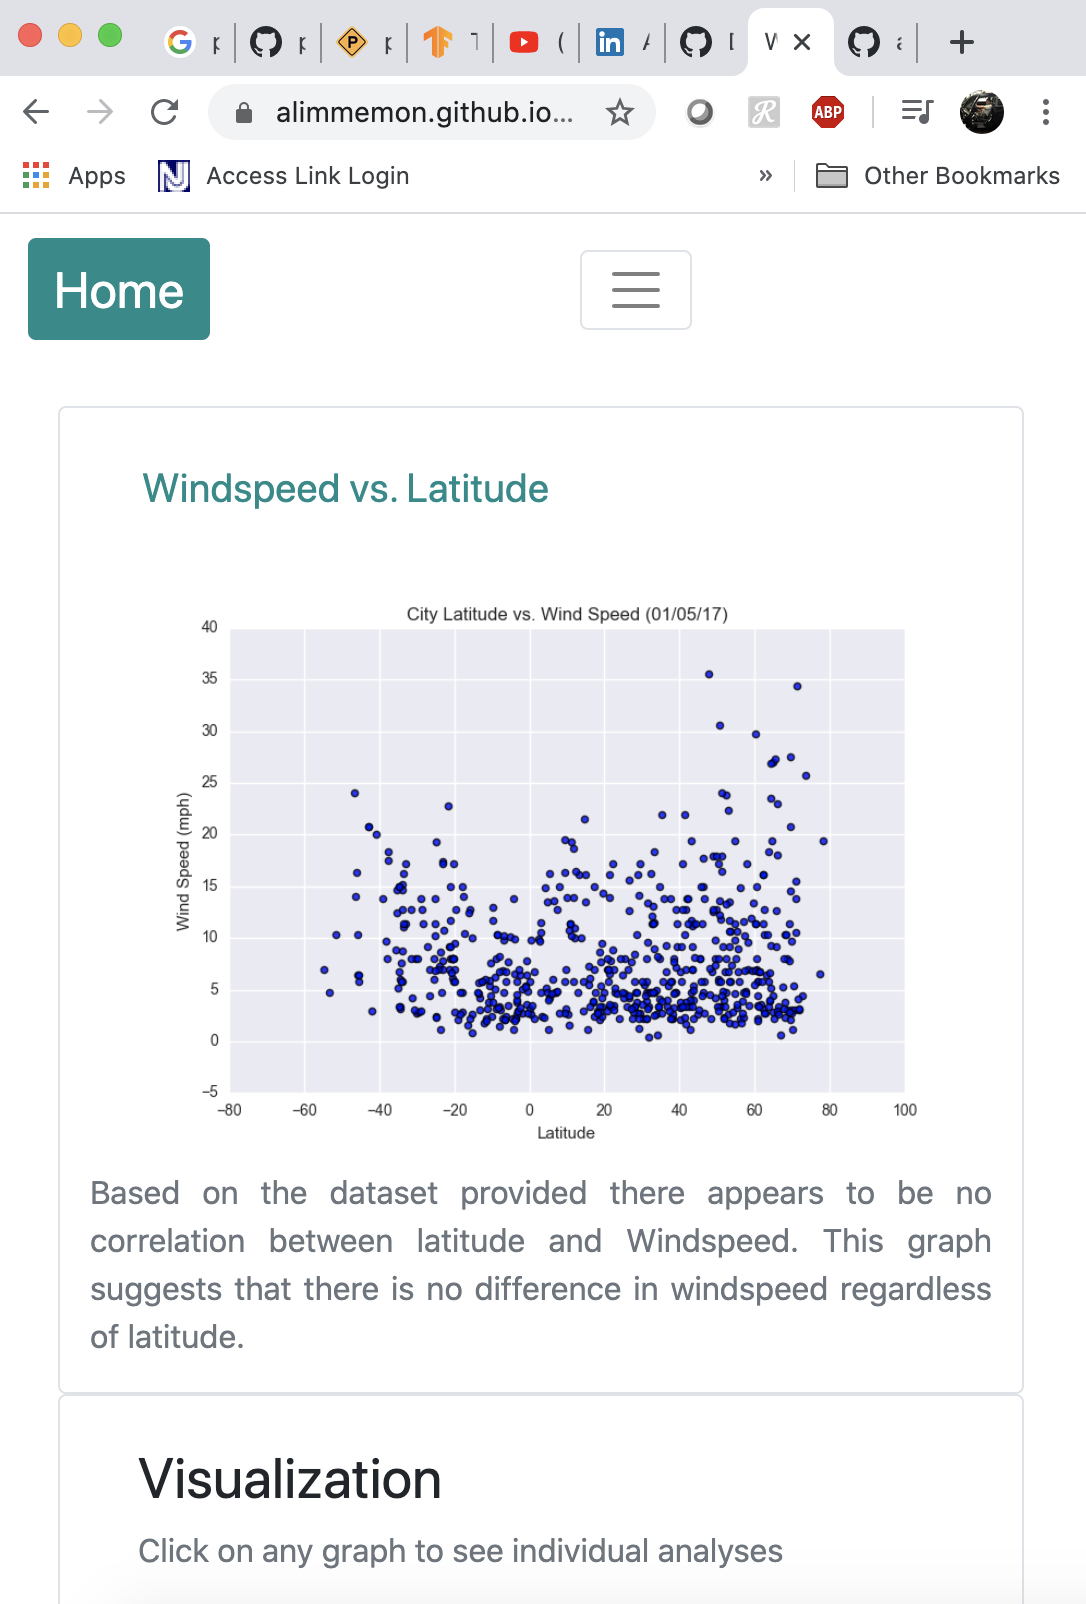 alimmemon.github.io...
ABP
Apps
Access Link Login
»
Other Bookmarks
Home
Windspeed vs. Latitude
City Latitude vs. Wind Speed (01/05/17)
40
35
30
25
20
15
10
5
0
−5
Wind Speed (mph)
−80 −60 −40 −20 0 20 40 60 80 100
Latitude
Based on the dataset provided there appears to be no
correlation between latitude and Windspeed. This graph
suggests that there is no difference in windspeed regardless
of latitude.
Visualization
Click on any graph to see individual analyses